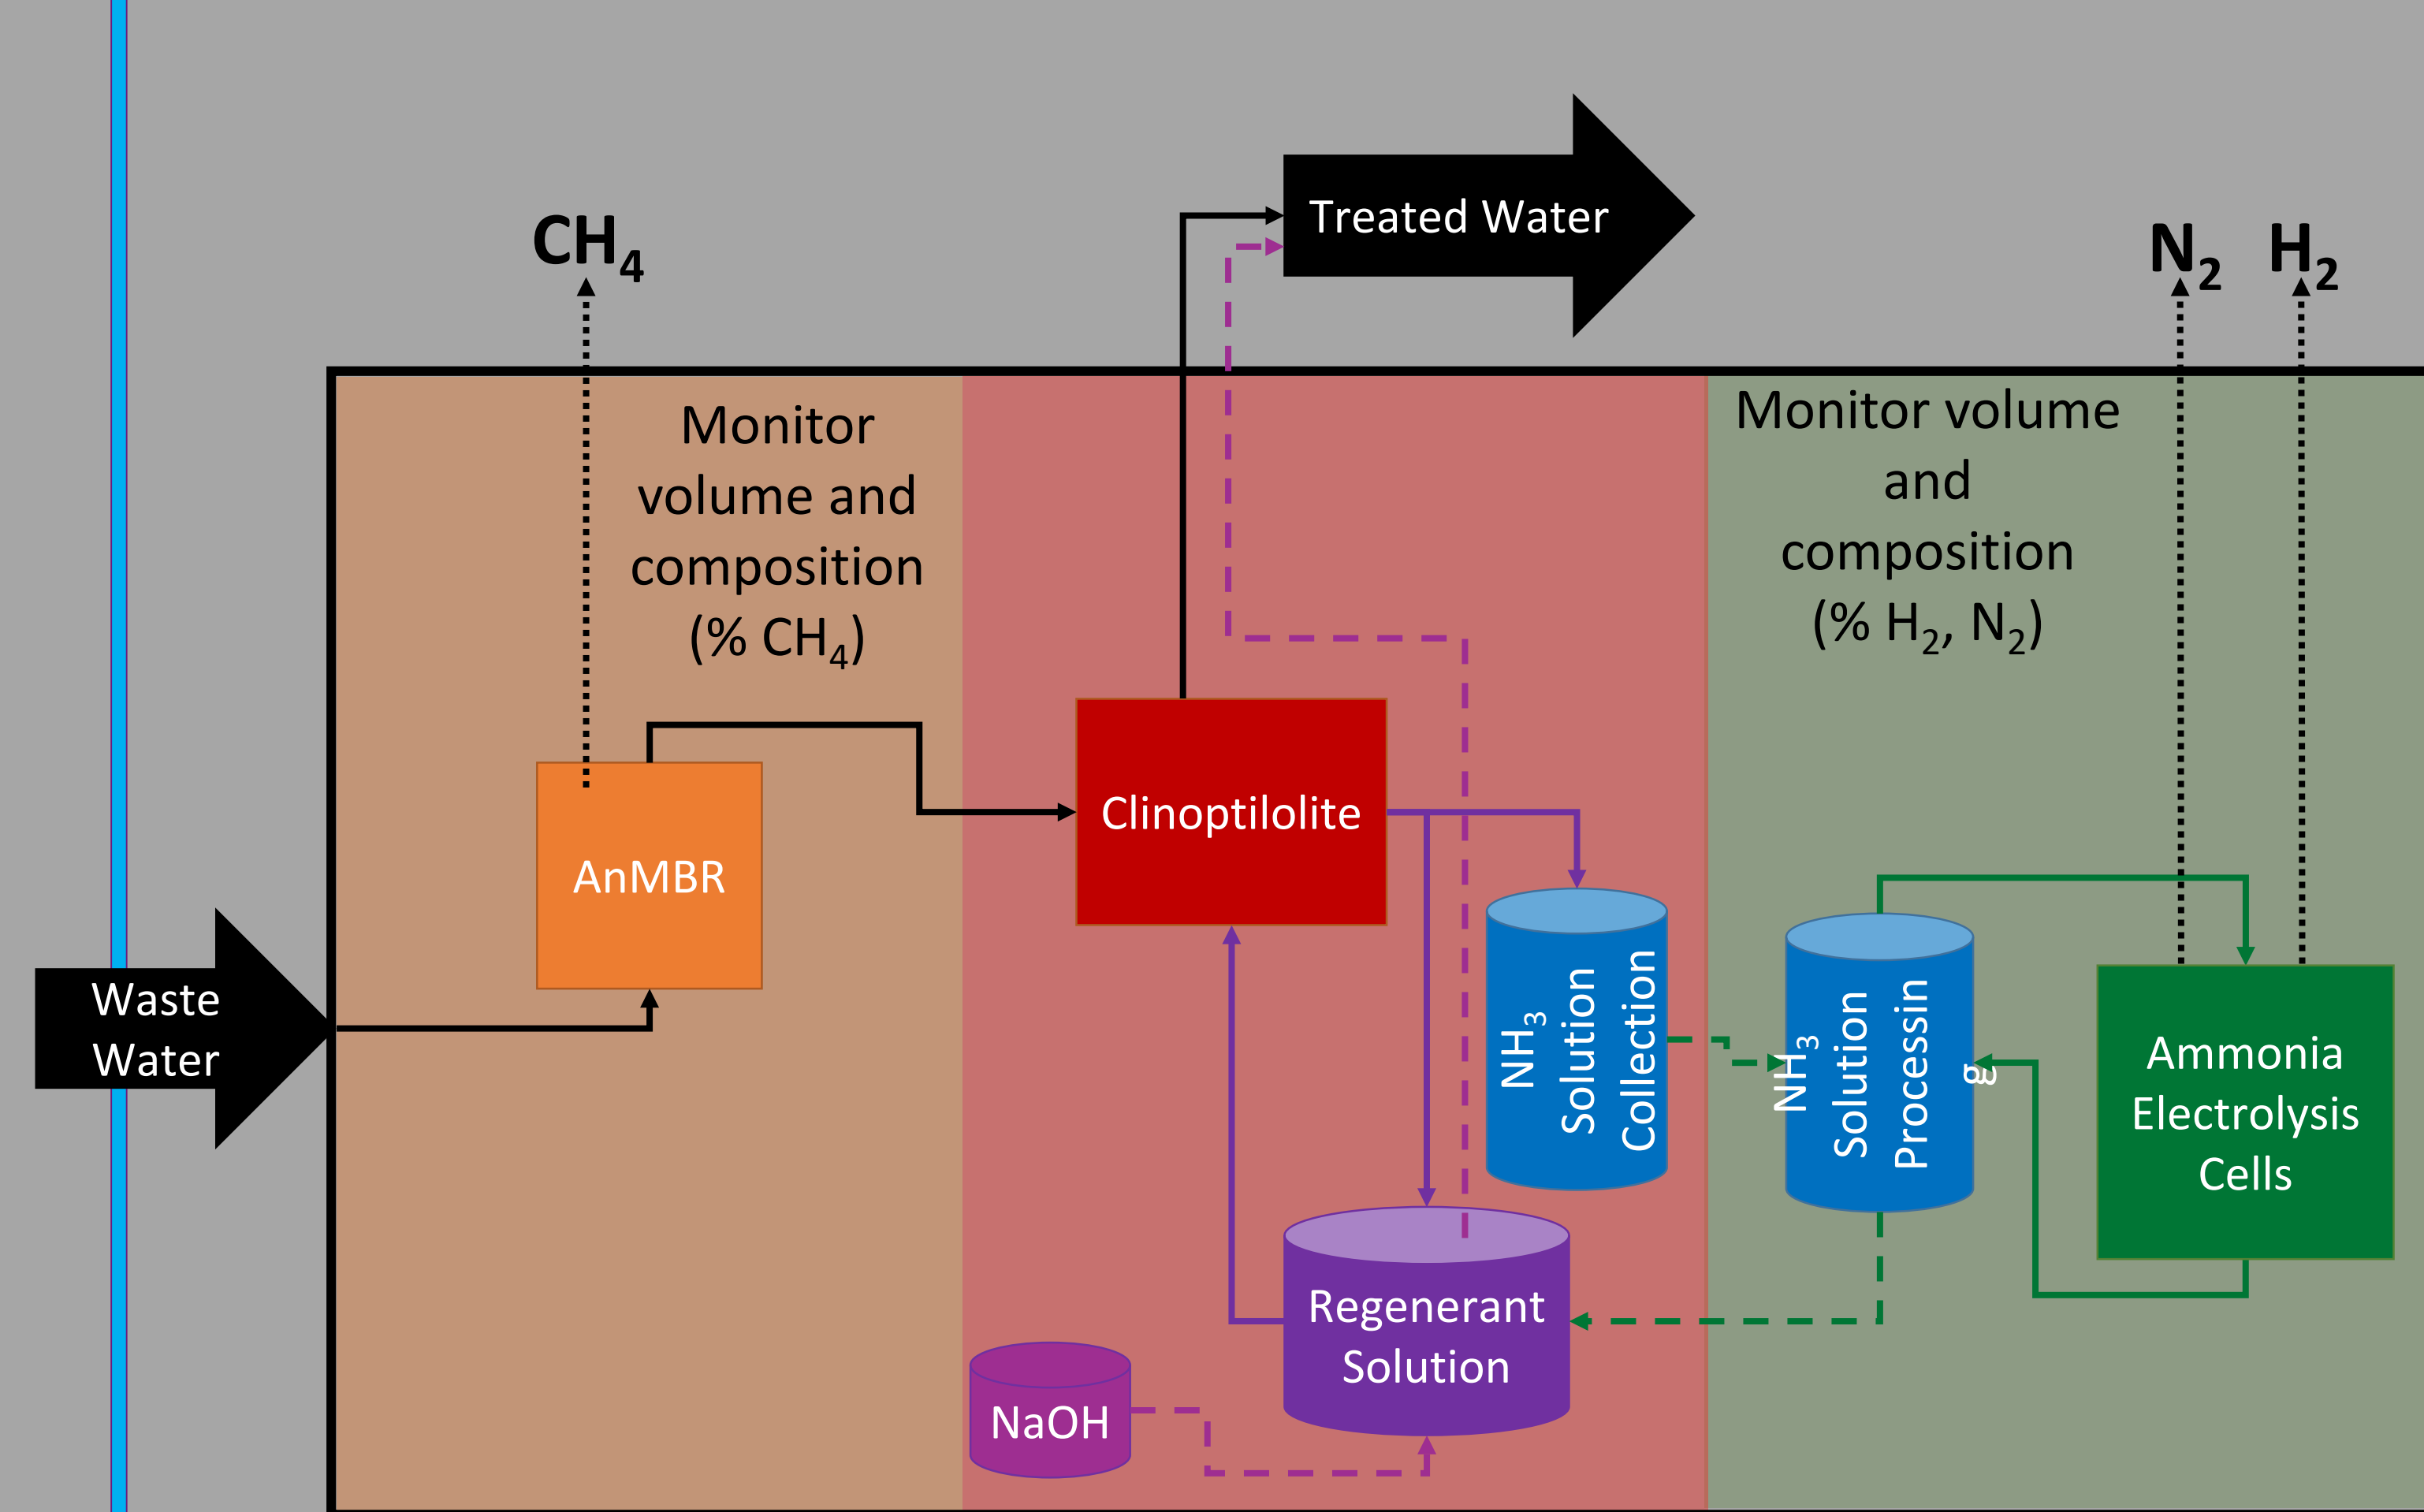 CH₄
Treated Water
N₂
H₂
Monitor
volume and
composition
(% CH₄)
Monitor volume
and
composition
(% H₂, N₂)
Clinoptilolite
AnMBR
Waste
Water
NH₃
Solution
Collection
NH₃
Solution
Processin
g
Ammonia
Electrolysis
Cells
Regenerant
Solution
NaOH